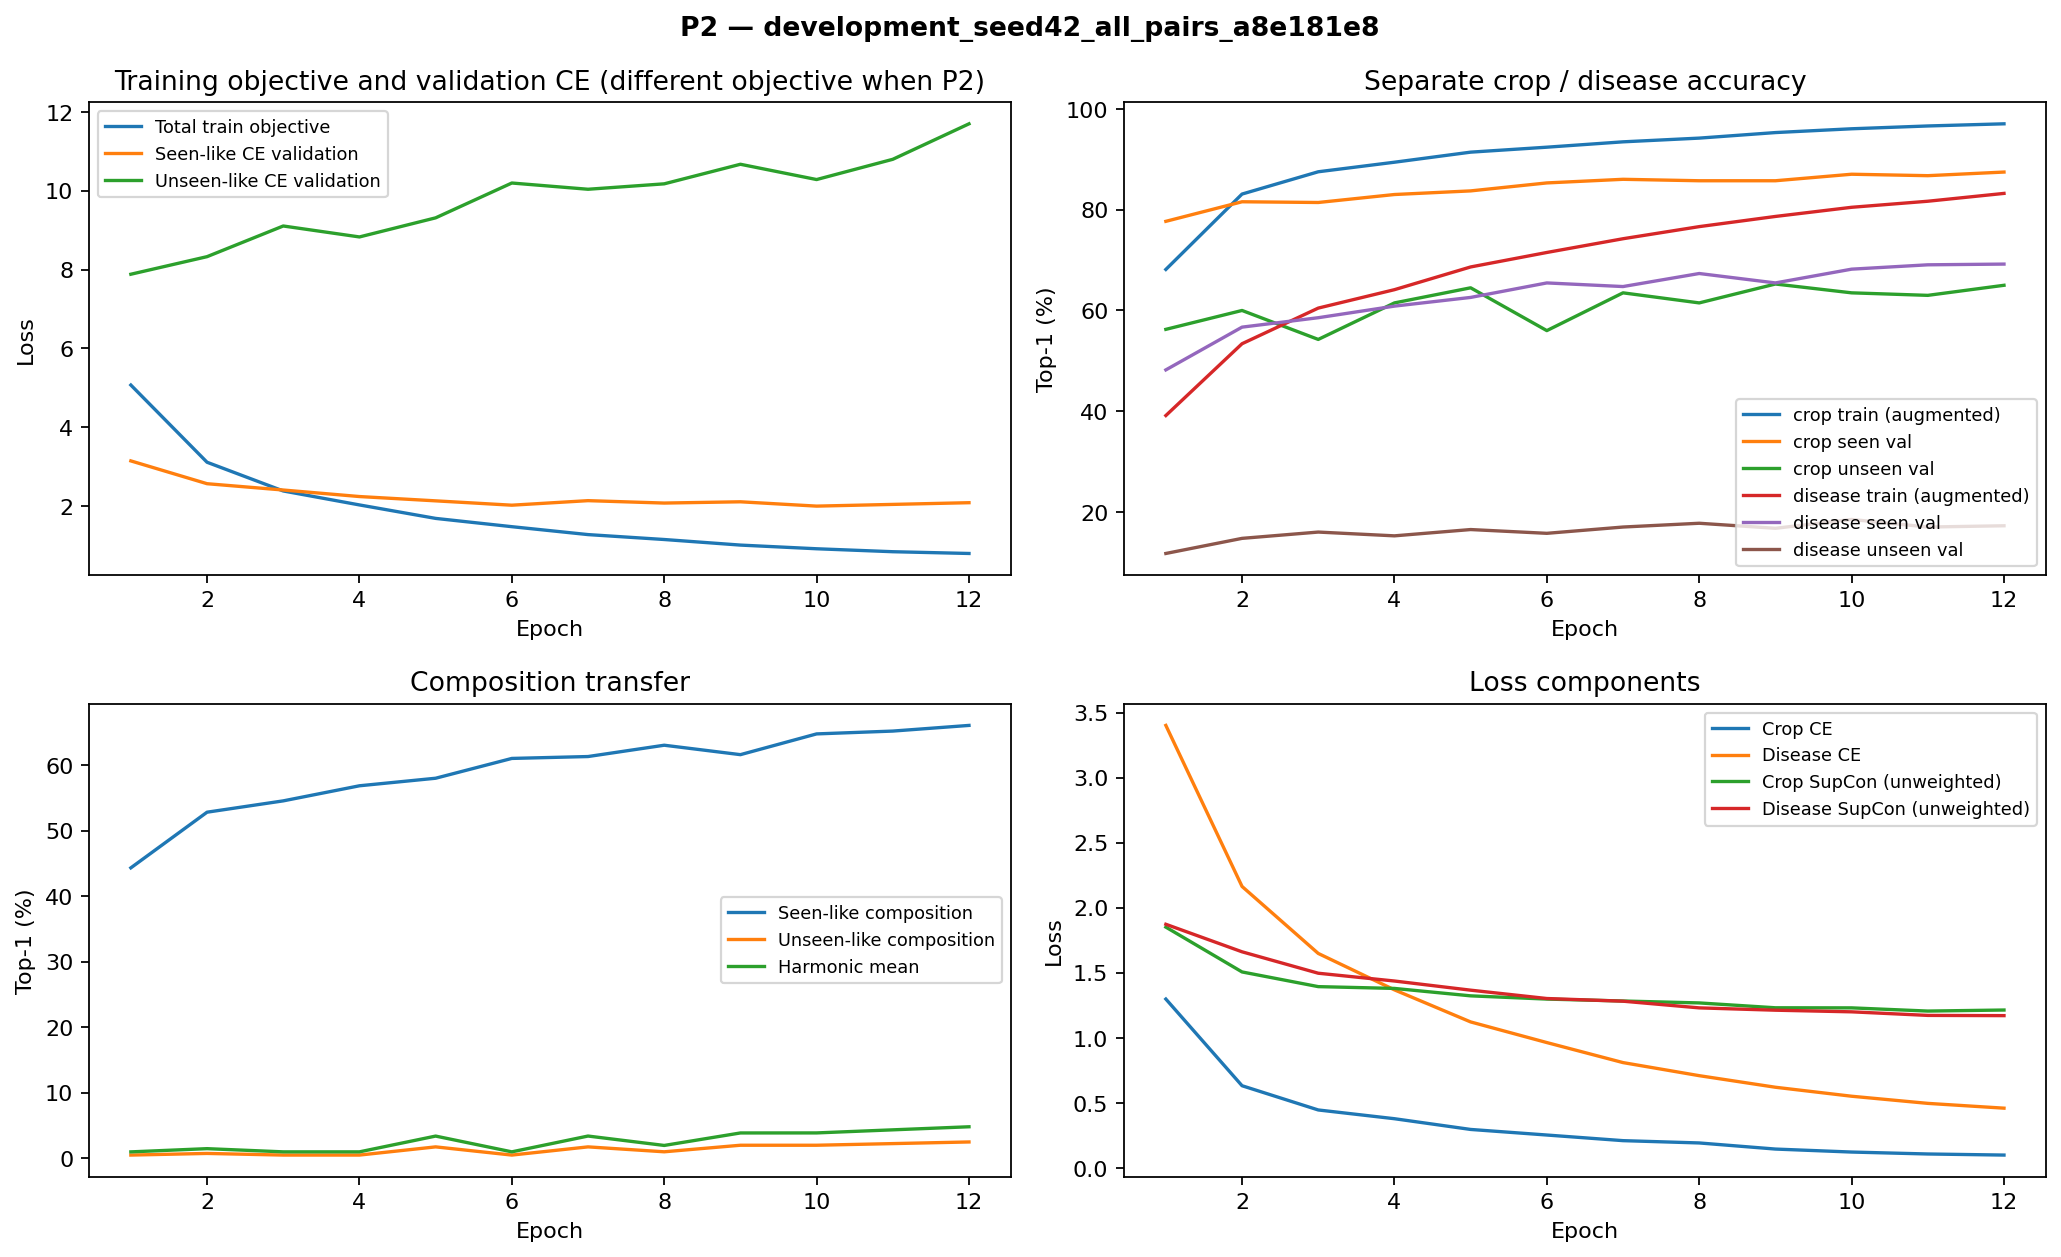 P2 — development_seed42_all_pairs_a8e181e8
Training objective and validation CE (different objective when P2)
12
10
8
6
4
2
Loss
Total train objective
Seen-like CE validation
Unseen-like CE validation
2 4 6 8 10 12
Epoch
Separate crop / disease accuracy
100
80
60
40
20
Top-1 (%)
crop train (augmented)
crop seen val
crop unseen val
disease train (augmented)
disease seen val
disease unseen val
2 4 6 8 10 12
Epoch
Composition transfer
60
50
40
30
20
10
0
Top-1 (%)
Seen-like composition
Unseen-like composition
Harmonic mean
2 4 6 8 10 12
Epoch
Loss components
3.5
3.0
2.5
2.0
1.5
1.0
0.5
0.0
Loss
Crop CE
Disease CE
Crop SupCon (unweighted)
Disease SupCon (unweighted)
2 4 6 8 10 12
Epoch